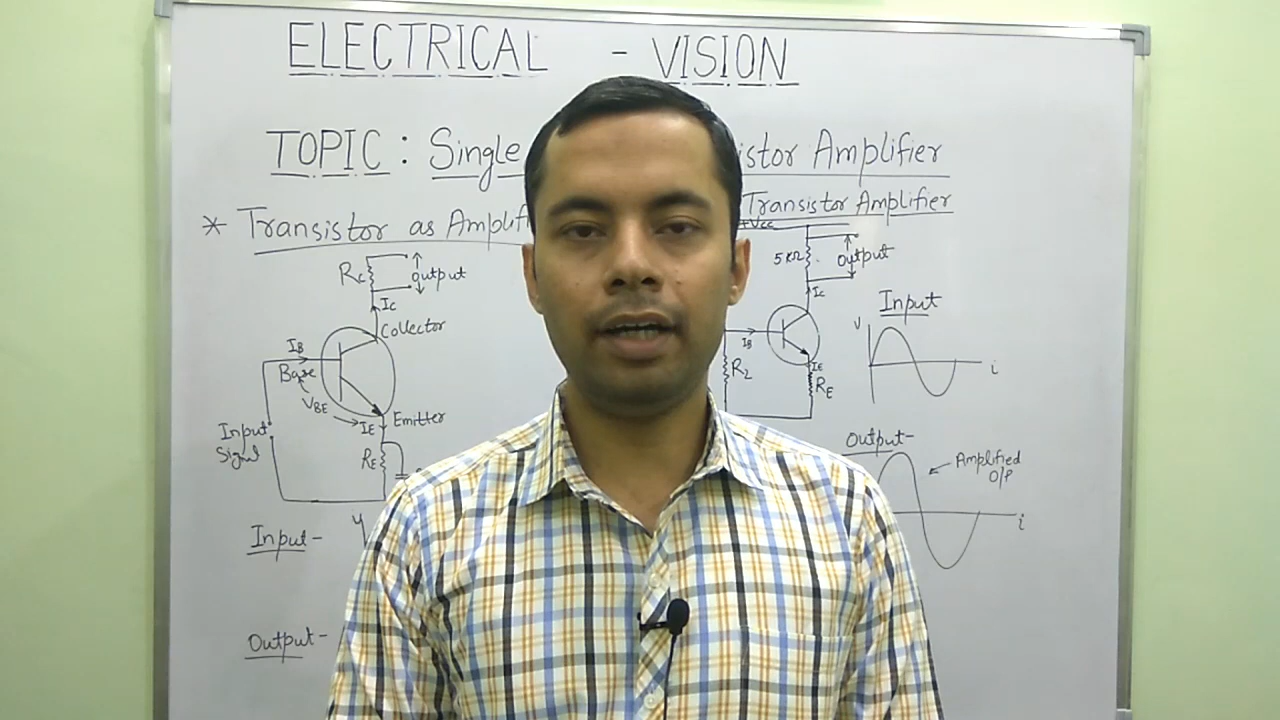 ELECTRICAL - VISION
TOPIC : Single istor Amplifier
* Transistor as Amplifi
Transistor Amplifier
RC
Output
IC
Collector
IB
Base
VBE
IE
Emitter
Input
Signal
RE
Input-
V
Output-
+VCC
5KΩ
Output
IC
IB
R2
IE
RE
Input
V
i
Output-
Amplified
O/P
i